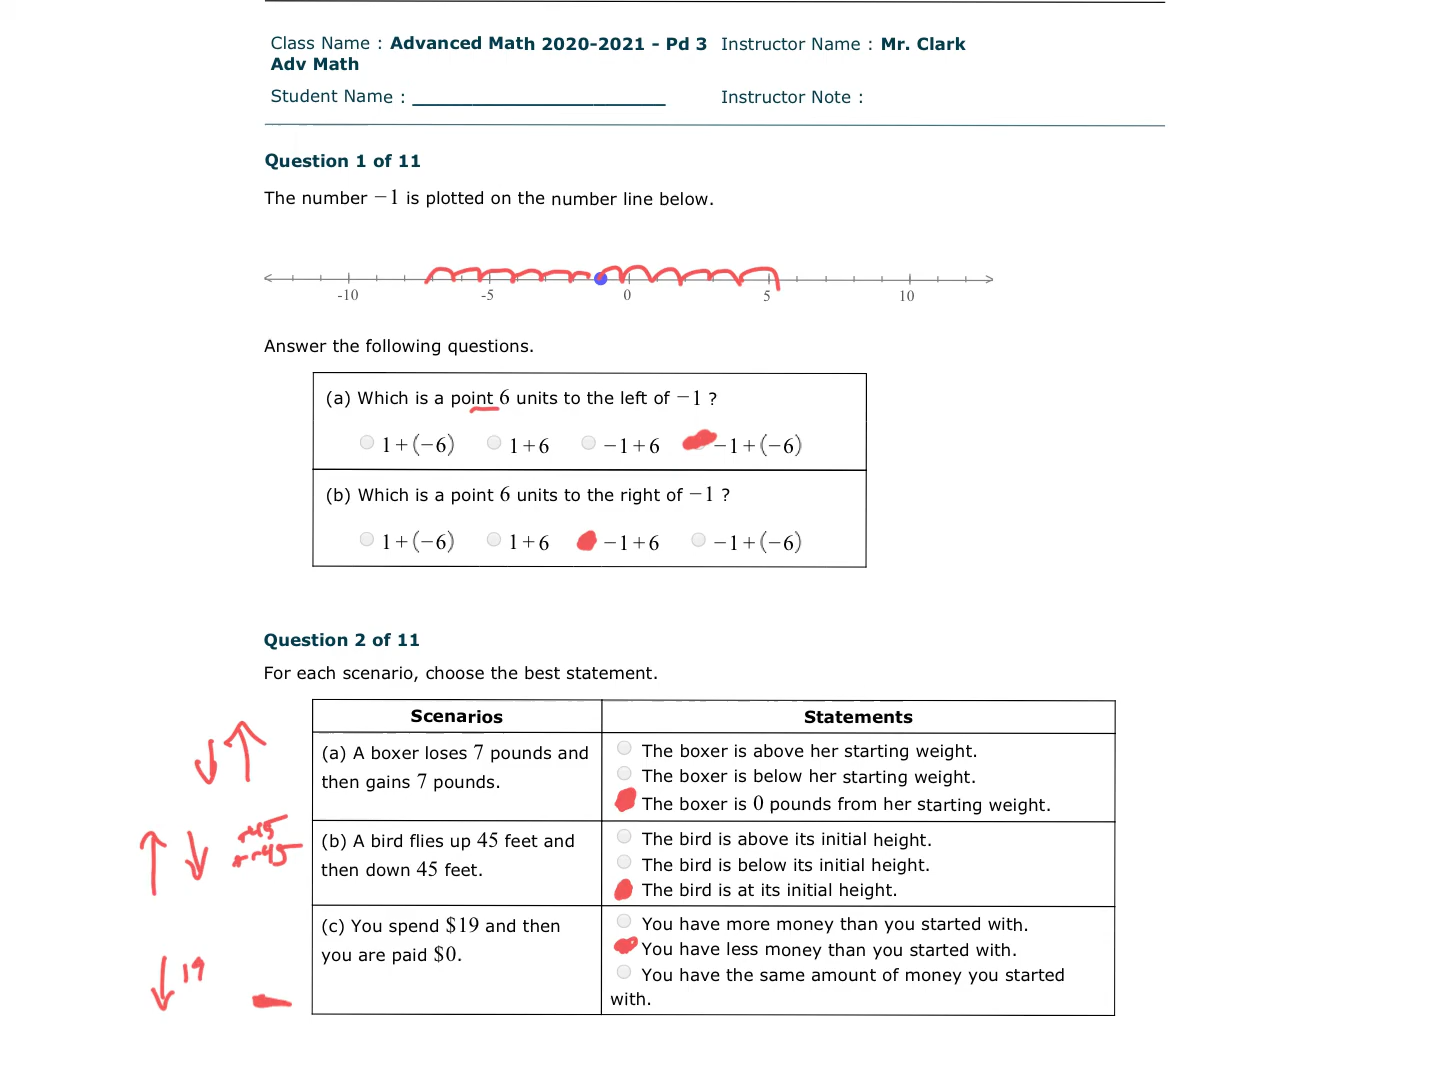 Class Name : Advanced Math 2020-2021 - Pd 3 Instructor Name : Mr. Clark
Adv Math
Student Name : ____________________ Instructor Note :
Question 1 of 11
The number −1 is plotted on the number line below.
-10 -5 0 5 10
Answer the following questions.
(a) Which is a point 6 units to the left of −1 ?
1+(−6) 1+6 −1+6 −1+(−6)
(b) Which is a point 6 units to the right of −1 ?
1+(−6) 1+6 −1+6 −1+(−6)
Question 2 of 11
For each scenario, choose the best statement.
Scenarios Statements
(a) A boxer loses 7 pounds and
then gains 7 pounds.
The boxer is above her starting weight.
The boxer is below her starting weight.
The boxer is 0 pounds from her starting weight.
(b) A bird flies up 45 feet and
then down 45 feet.
The bird is above its initial height.
The bird is below its initial height.
The bird is at its initial height.
19
(c) You spend $19 and then
you are paid $0.
You have more money than you started with.
You have less money than you started with.
You have the same amount of money you started
with.